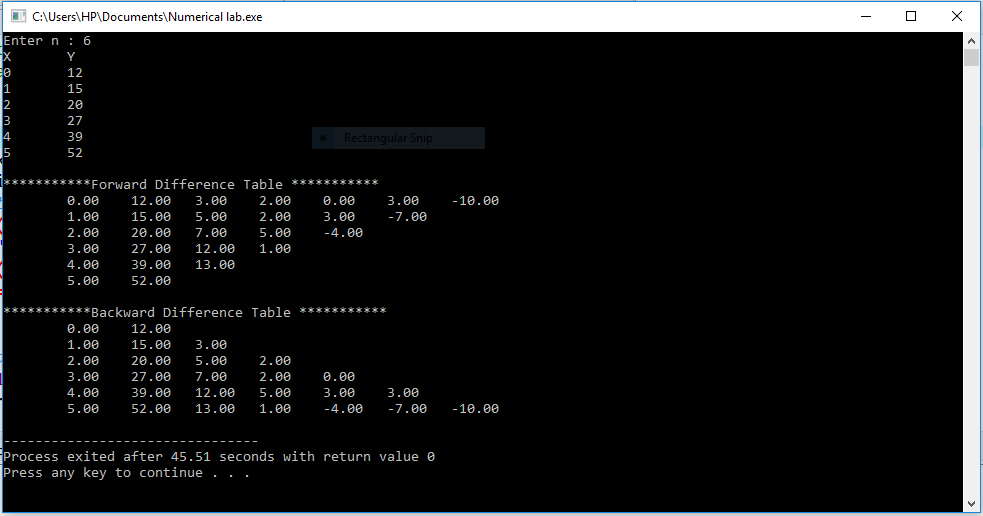 C:\Users\HP\Documents\Numerical lab.exe
Enter n : 6
X Y
0 12
1 15
2 20
3 27
4 39
5 52
Rectangular Snip
***********Forward Difference Table ***********
0.00 12.00 3.00 2.00 0.00 3.00 -10.00
1.00 15.00 5.00 2.00 3.00 -7.00
2.00 20.00 7.00 5.00 -4.00
3.00 27.00 12.00 1.00
4.00 39.00 13.00
5.00 52.00
***********Backward Difference Table ***********
0.00 12.00
1.00 15.00 3.00
2.00 20.00 5.00 2.00
3.00 27.00 7.00 2.00 0.00
4.00 39.00 12.00 5.00 3.00 3.00
5.00 52.00 13.00 1.00 -4.00 -7.00 -10.00
--------------------------------
Process exited after 45.51 seconds with return value 0
Press any key to continue . . .